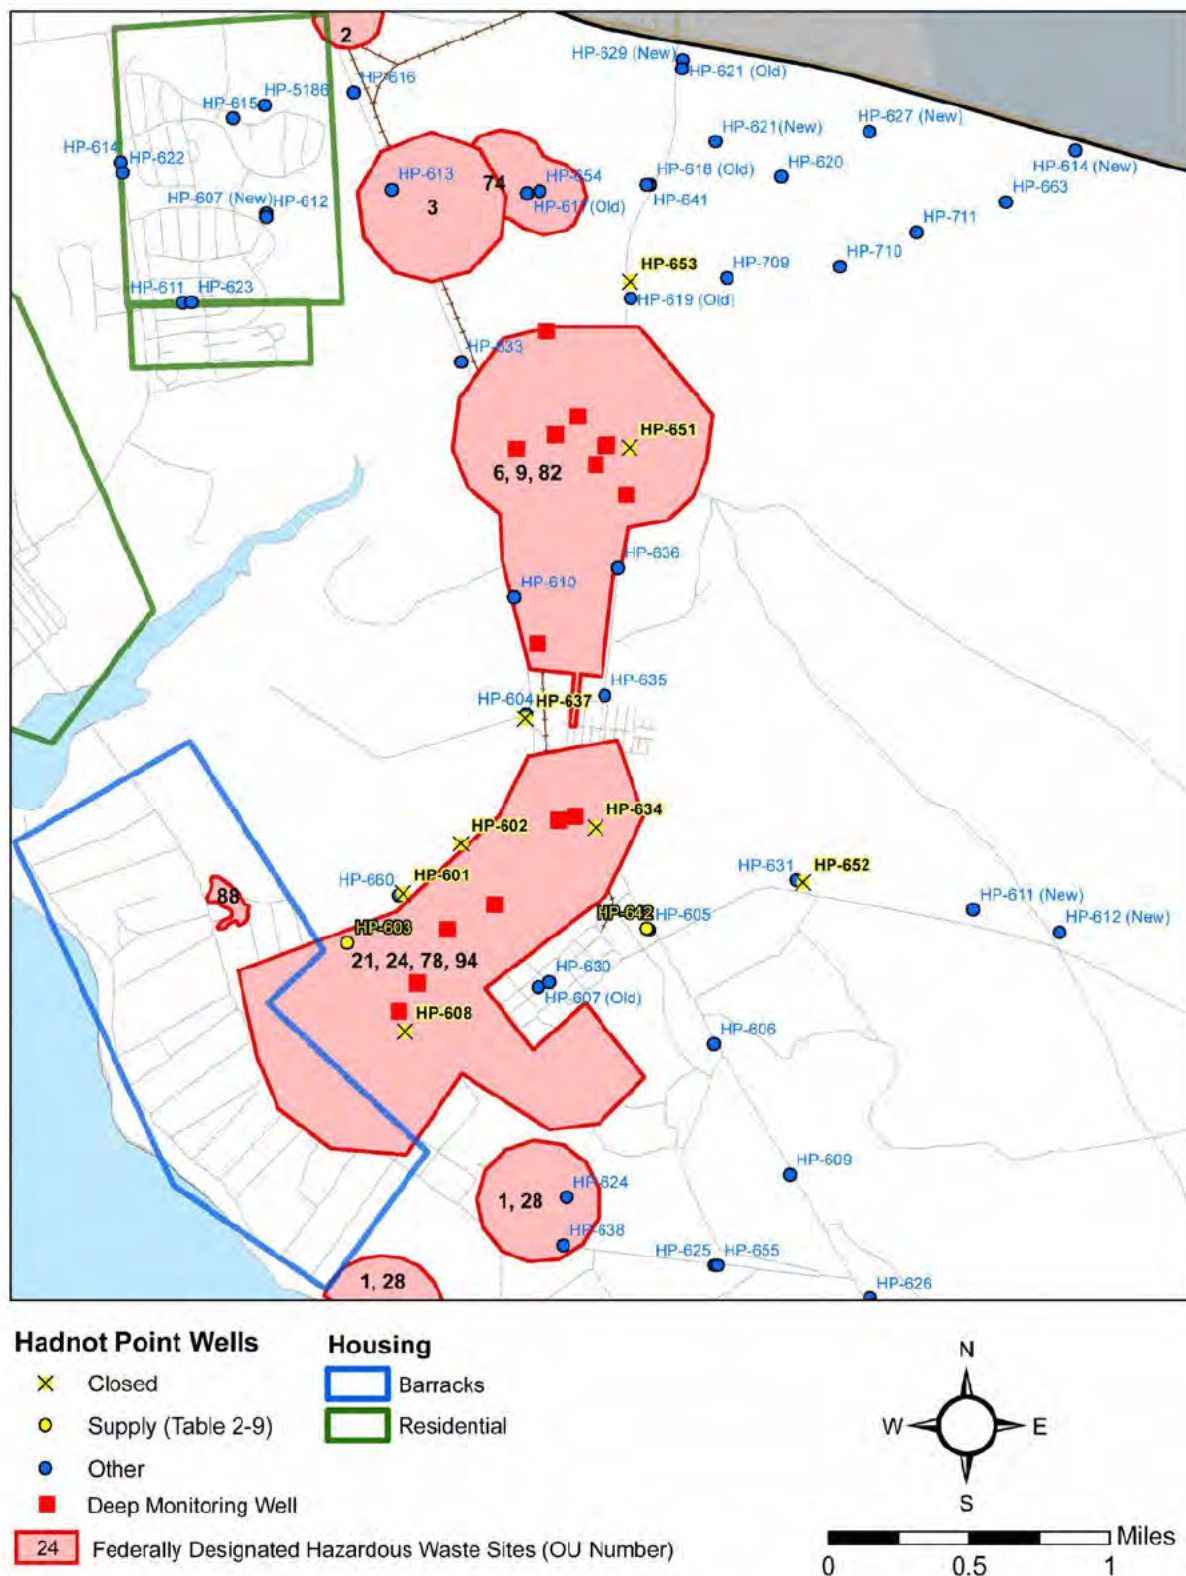 2
HP-629 (New)
HP-621 (Old)
HP-616
HP-5186
HP-615
HP-627 (New)
HP-621(New)
HP-614
HP-622
HP-618 (Old)
HP-620
HP-614 (New)
HP-613
74
HP-654
HP-641
HP-663
HP-607 (New)
HP-612
3
HP-617(Old)
HP-711
HP-653
HP-709
HP-710
HP-611
HP-623
HP-619 (Old)
HP-633
HP-651
6, 9, 82
HP-636
HP-610
HP-635
HP-604
HP-637
HP-634
HP-602
HP-631
HP-652
HP-660
HP-601
88
HP-611 (New)
HP-603
HP-642
HP-605
HP-612 (New)
21, 24, 78, 94
HP-630
HP-607 (Old)
HP-608
HP-606
HP-609
1, 28
HP-624
HP-638
HP-625
HP-655
1, 28
HP-626
Hadnot Point Wells
Closed
Supply (Table 2-9)
Other
Deep Monitoring Well
24 Federally Designated Hazardous Waste Sites (OU Number)
Housing
Barracks
Residential
N
W E
S
Miles
0 0.5 1